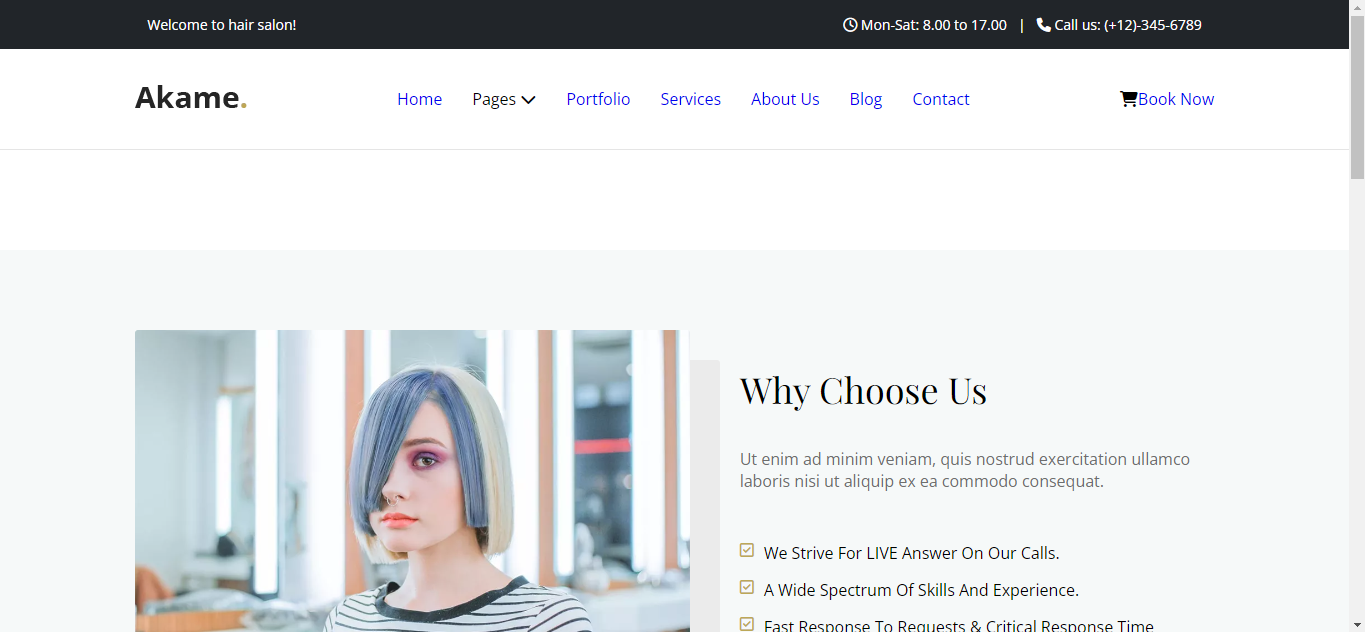 Welcome to hair salon!
Mon-Sat: 8.00 to 17.00 | Call us: (+12)-345-6789
Akame.
Home Pages Portfolio Services About Us Blog Contact
Book Now
Why Choose Us
Ut enim ad minim veniam, quis nostrud exercitation ullamco
laboris nisi ut aliquip ex ea commodo consequat.
We Strive For LIVE Answer On Our Calls.
A Wide Spectrum Of Skills And Experience.
Fast Response To Requests & Critical Response Time